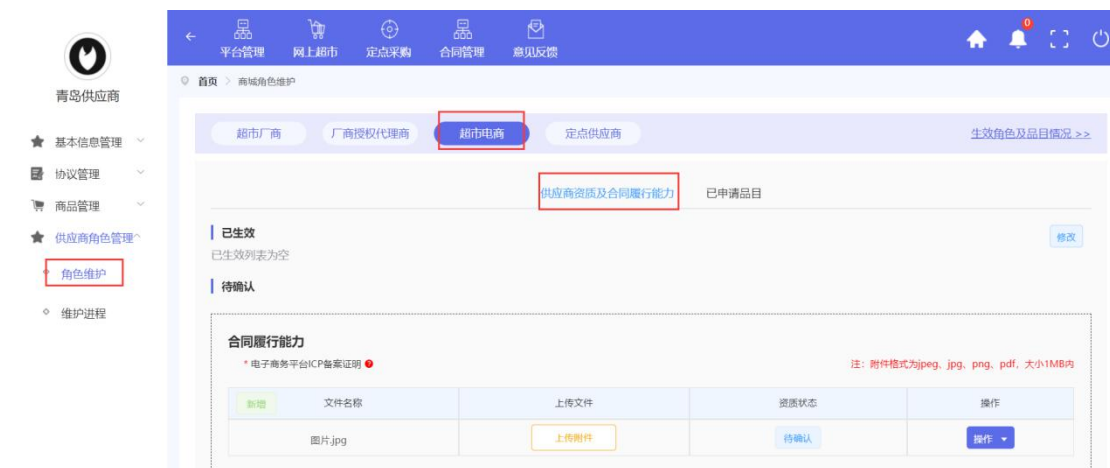 平台管理 网上超市 定点采购 合同管理 意见反馈 0
青岛供应商
首页 > 商城角色维护
基本信息管理
协议管理
商品管理
供应商角色管理
角色维护
维护进程
超市厂商 厂商授权代理商 超市电商 定点供应商 生效角色及品目情况 >>
供应商资质及合同履行能力 已申请品目
已生效 修改
已生效列表为空
待确认
合同履行能力
* 电子商务平台ICP备案证明 注：附件格式为jpeg、jpg、png、pdf，大小1MB内
新增 文件名称 上传文件 资质状态 操作
图片.jpg 上传附件 待确认 操作